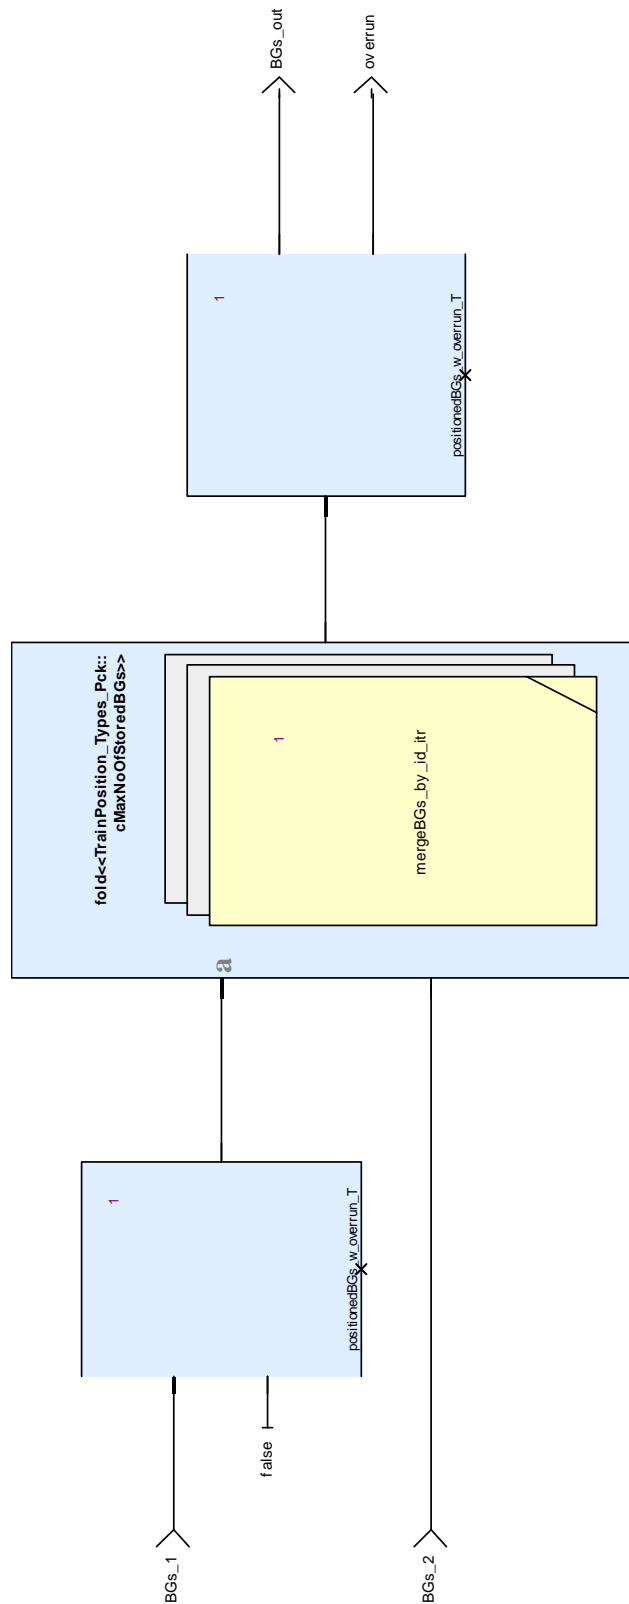 BGs_1
false
BGs_2
1
positionedBGs_w_overrun_T
a
fold<<TrainPosition_Types_Pck::
cMaxNoOfStoredBGs>>
1
mergeBGs_by_id_itr
1
positionedBGs_w_overrun_T
BGs_out
overrun